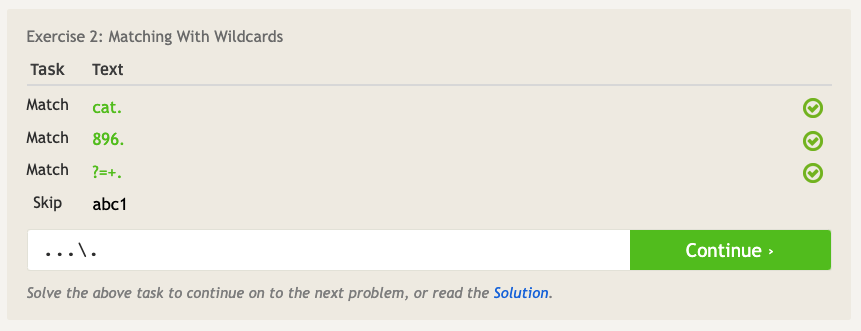 Exercise 2: Matching With Wildcards
Task Text
Match cat.
Match 896.
Match ?=+.
Skip abc1
...\. Continue ›
Solve the above task to continue on to the next problem, or read the Solution.